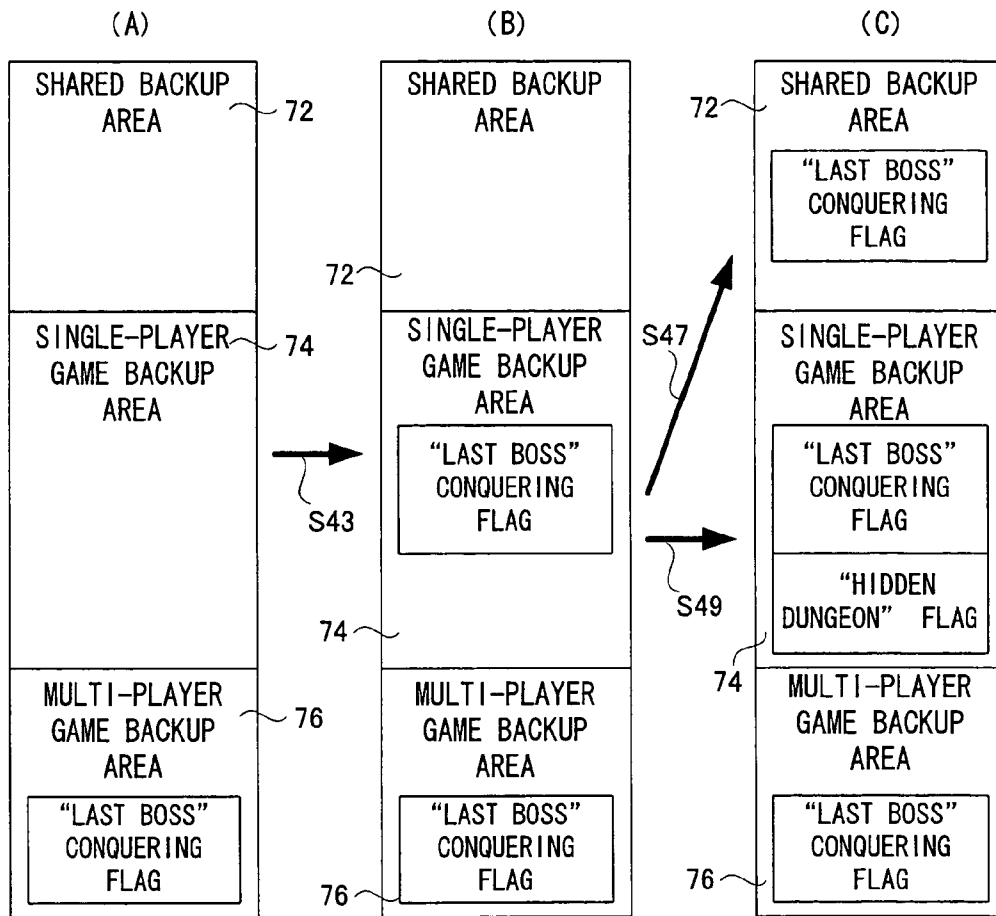 (A)
SHARED BACKUP
AREA
72
SINGLE-PLAYER
GAME BACKUP
AREA
74
MULTI-PLAYER
GAME BACKUP
AREA
76
“LAST BOSS”
CONQUERING
FLAG
S43
(B)
SHARED BACKUP
AREA
72
SINGLE-PLAYER
GAME BACKUP
AREA
“LAST BOSS”
CONQUERING
FLAG
74
MULTI-PLAYER
GAME BACKUP
AREA
“LAST BOSS”
CONQUERING
FLAG
76
S47
S49
(C)
SHARED BACKUP
AREA
72
“LAST BOSS”
CONQUERING
FLAG
SINGLE-PLAYER
GAME BACKUP
AREA
“LAST BOSS”
CONQUERING
FLAG
“HIDDEN
DUNGEON” FLAG
74
MULTI-PLAYER
GAME BACKUP
AREA
“LAST BOSS”
CONQUERING
FLAG
76